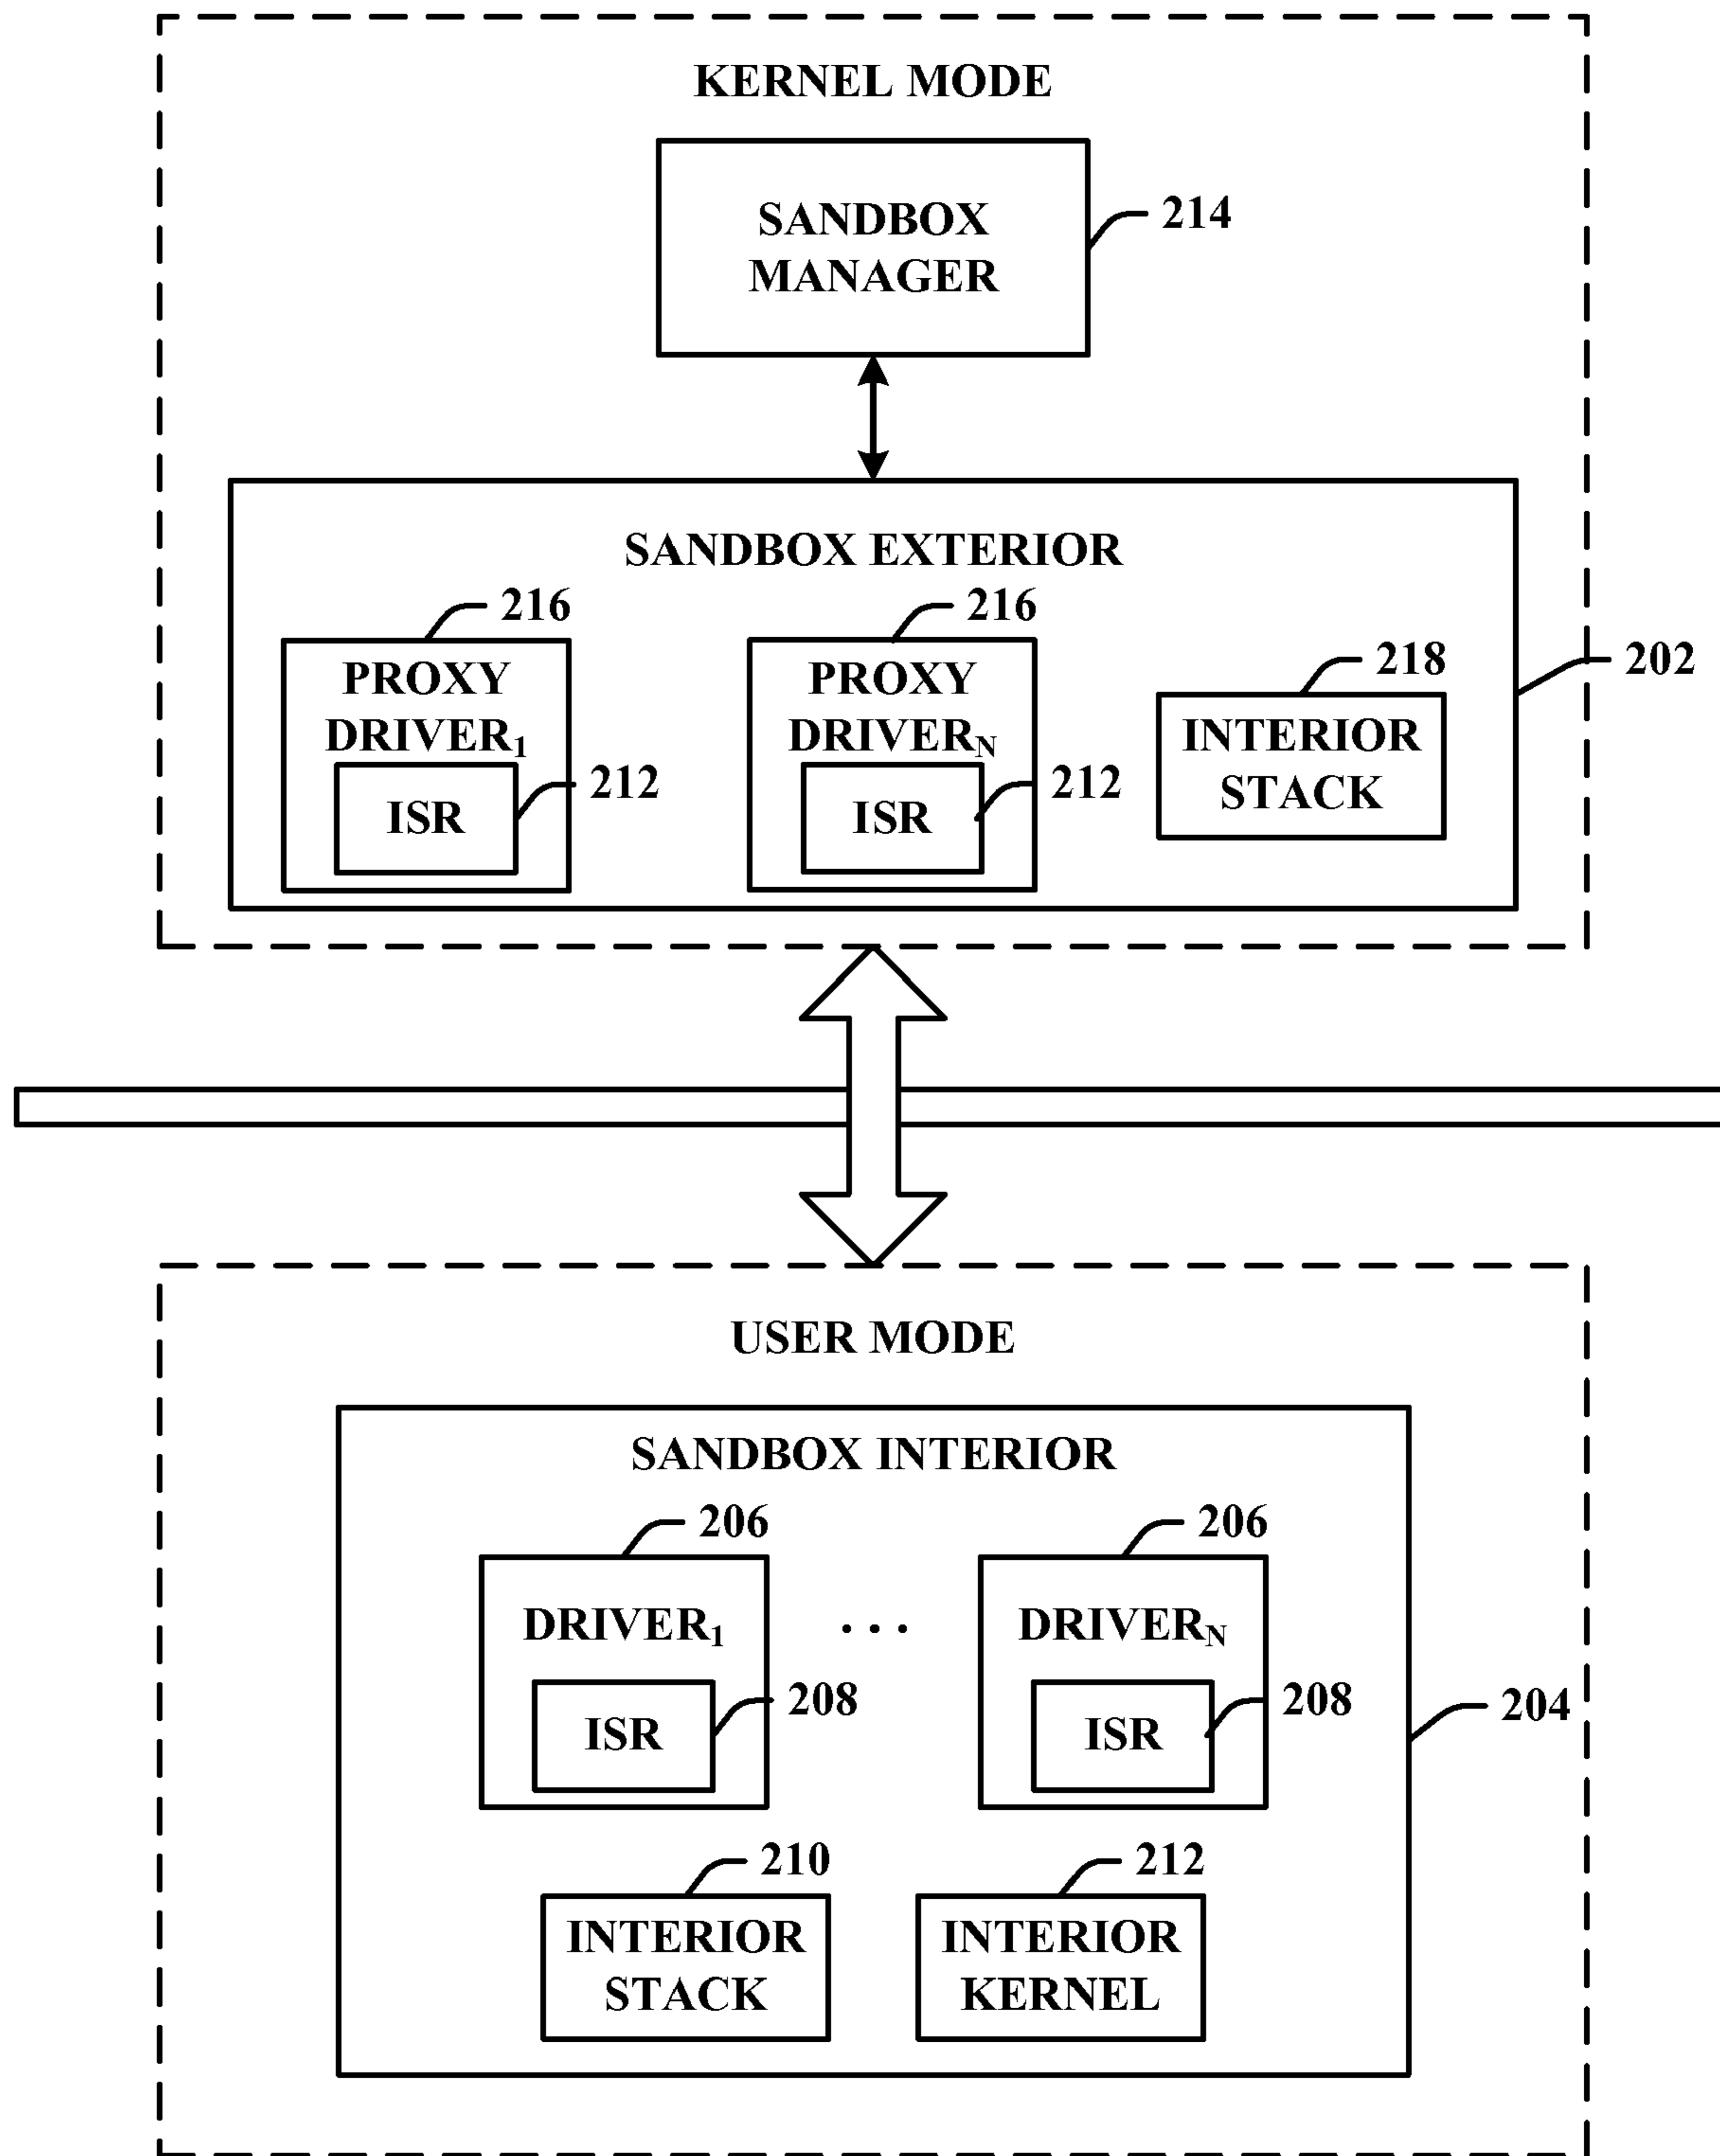 KERNEL MODE
SANDBOX
MANAGER
214
SANDBOX EXTERIOR
216
PROXY
DRIVER₁
ISR
212
216
PROXY
DRIVERN
ISR
212
218
INTERIOR
STACK
202
USER MODE
SANDBOX INTERIOR
206
DRIVER₁
ISR
208
. . .
206
DRIVERN
ISR
208
204
210
INTERIOR
STACK
212
INTERIOR
KERNEL